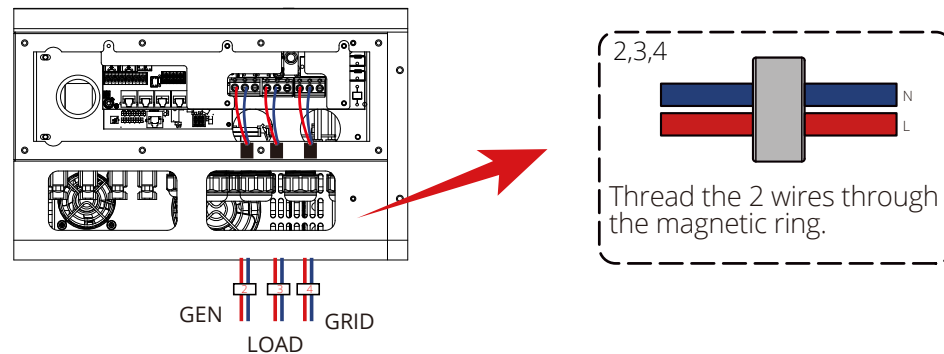 2,3,4
N
L
Thread the 2 wires through
the magnetic ring.
2
3
4
GEN
GRID
LOAD